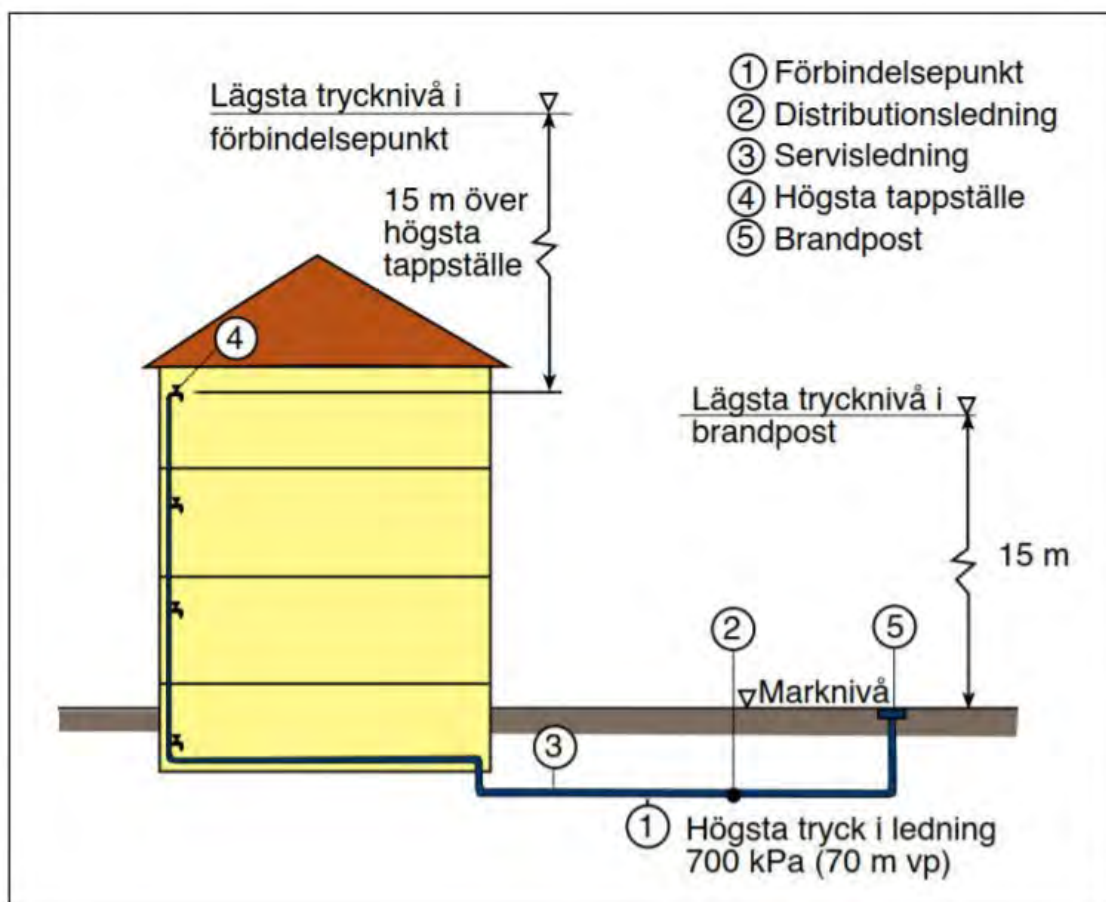 Lägsta trycknivå i
förbindelsepunkt
15 m över
högsta
tappställe
1 Förbindelsepunkt
2 Distributionsledning
3 Servisledning
4 Högsta tappställe
5 Brandpost
4
Lägsta trycknivå i
brandpost
15 m
2
5
Marknivå
3
1
Högsta tryck i ledning
700 kPa (70 m vp)